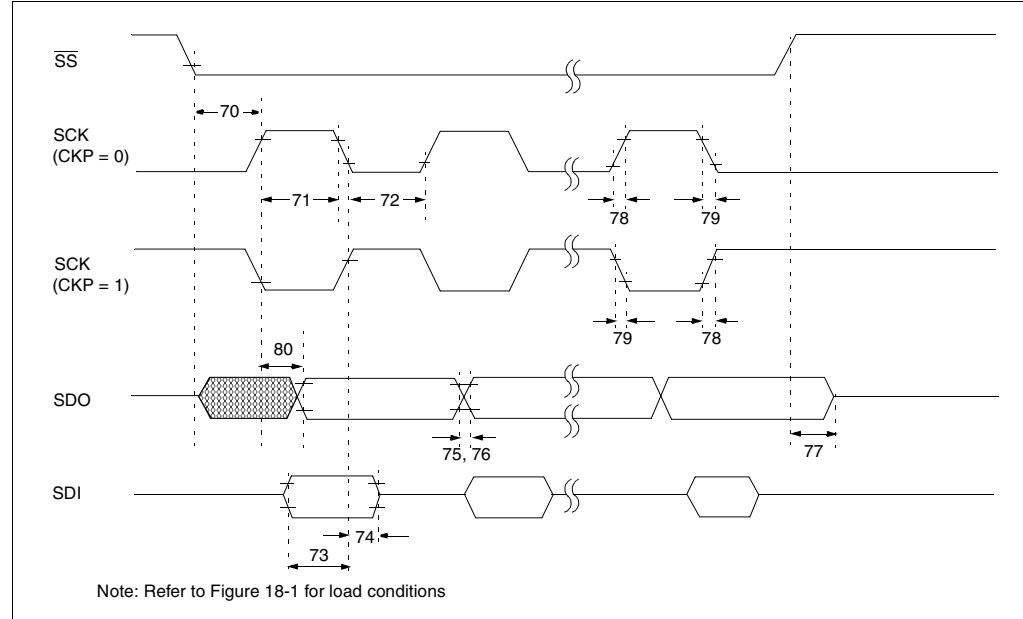 S̅S̅
70
SCK
(CKP = 0)
71
72
78
79
SCK
(CKP = 1)
79
78
80
SDO
75, 76
77
SDI
74
73
Note: Refer to Figure 18-1 for load conditions